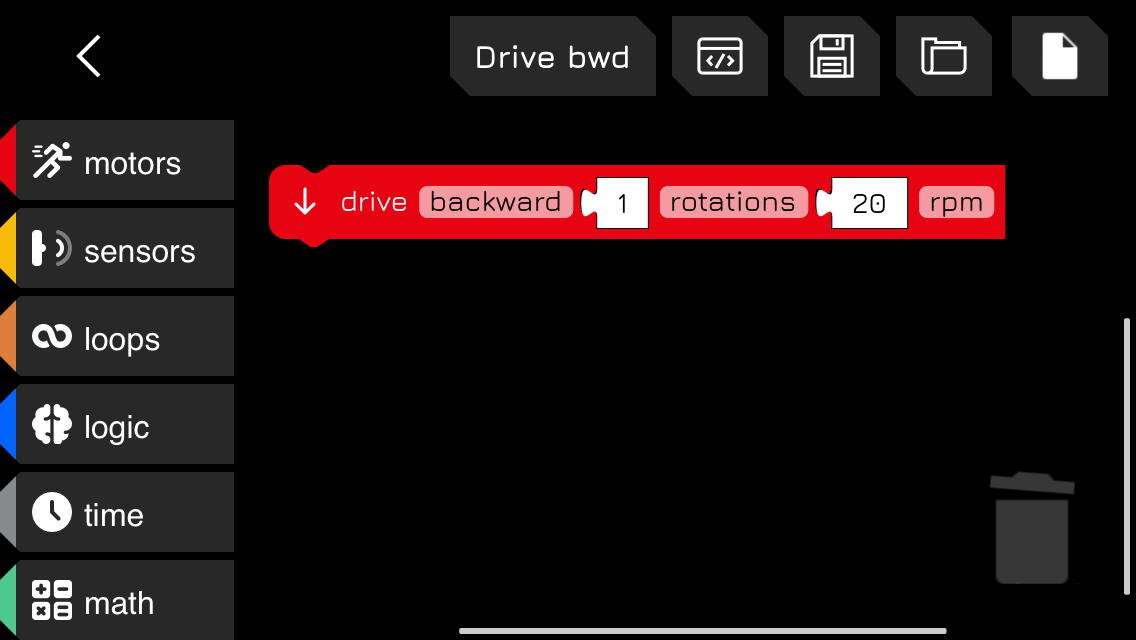 Drive bwd
motors
drive backward 1 rotations 20 rpm
sensors
loops
logic
time
math